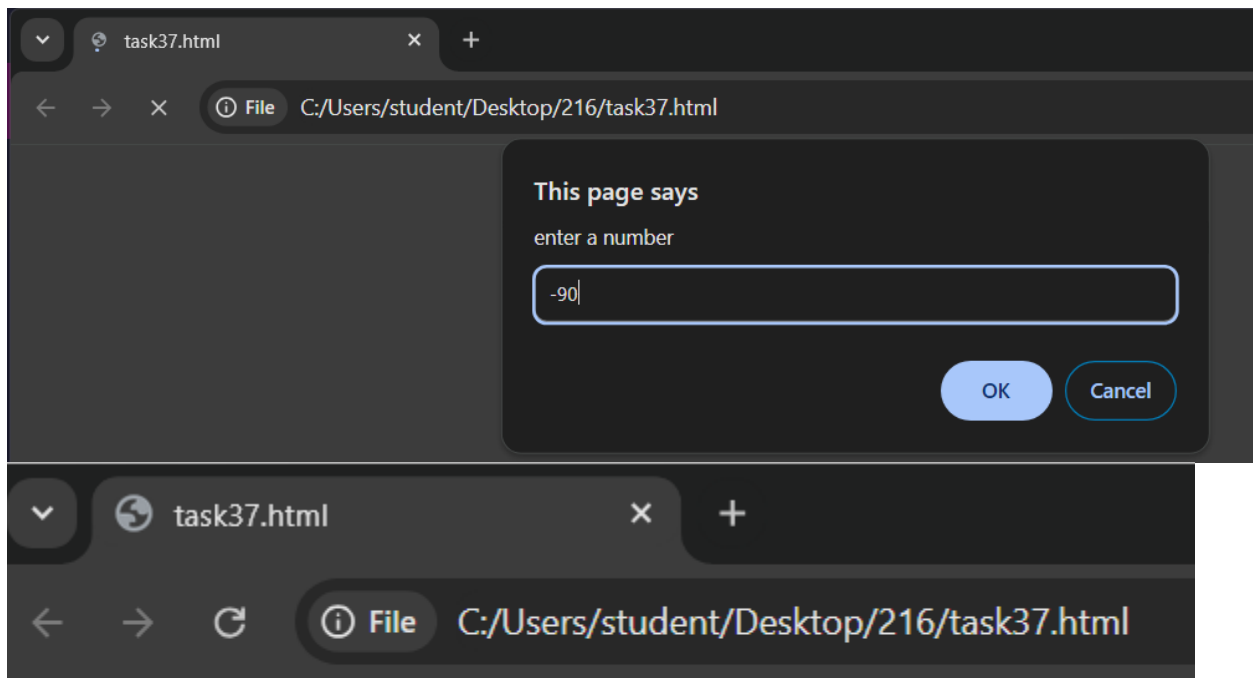 task37.html
File C:/Users/student/Desktop/216/task37.html
This page says
enter a number
-90
OK Cancel
task37.html
File C:/Users/student/Desktop/216/task37.html